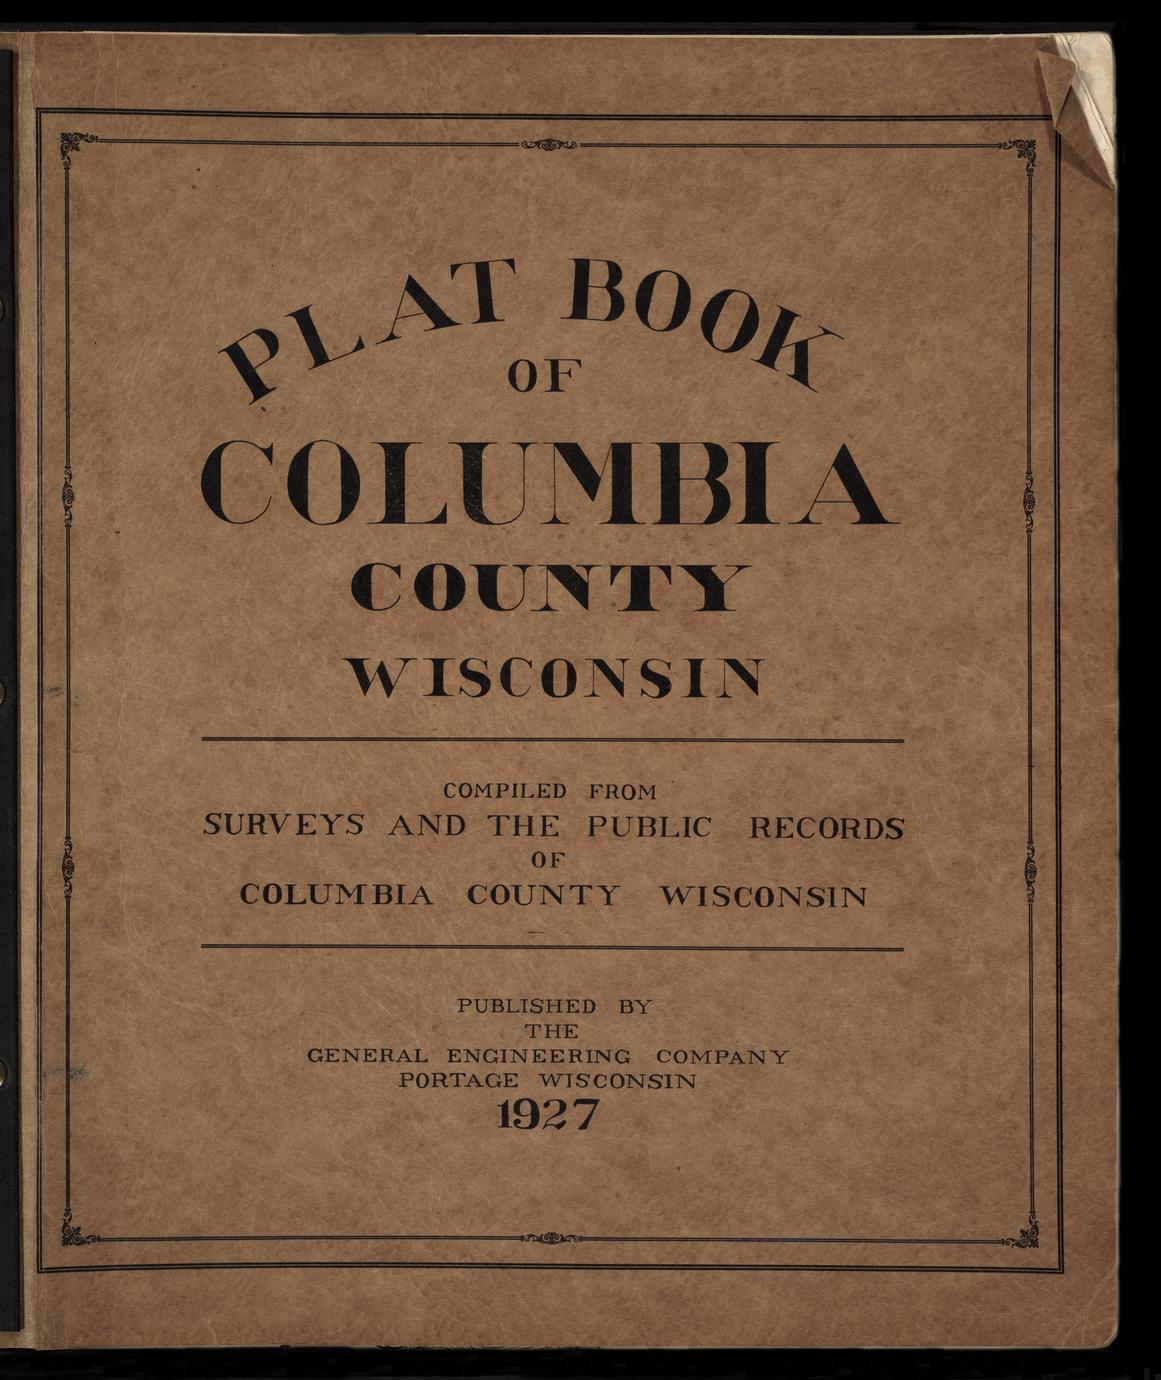 PLAT BOOK
OF
COLUMBIA
COUNTY
WISCONSIN
COMPILED FROM
SURVEYS AND THE PUBLIC RECORDS
OF
COLUMBIA COUNTY WISCONSIN
PUBLISHED BY
THE
GENERAL ENGINEERING COMPANY
PORTAGE WISCONSIN
1927